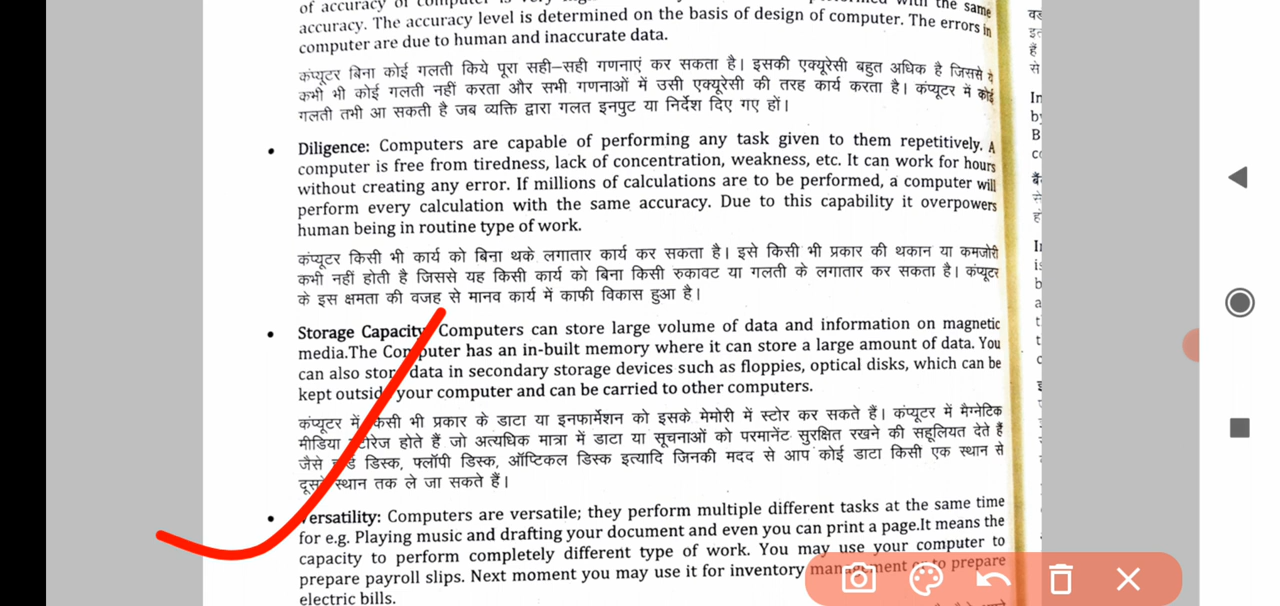 of accuracy of computer is very high
with the same
accuracy. The accuracy level is determined on the basis of design of computer. The errors in
computer are due to human and inaccurate data.
कंप्यूटर बिना कोई गलती किये पूरा सही–सही गणनाएं कर सकता है। इसकी एक्यूरेसी बहुत अधिक है जिससे ये
कभी भी कोई गलती नहीं करता और सभी गणनाओं में उसी एक्यूरेसी की तरह कार्य करता है। कंप्यूटर में कोई
गलती तभी आ सकती है जब व्यक्ति द्वारा गलत इनपुट या निर्देश दिए गए हों।
• Diligence: Computers are capable of performing any task given to them repetitively. A
computer is free from tiredness, lack of concentration, weakness, etc. It can work for hours
without creating any error. If millions of calculations are to be performed, a computer will
perform every calculation with the same accuracy. Due to this capability it overpowers
human being in routine type of work.
कंप्यूटर किसी भी कार्य को बिना थके लगातार कार्य कर सकता है। इसे किसी भी प्रकार की थकान या कमजोरी
कभी नहीं होती है जिससे यह किसी कार्य को बिना किसी रुकावट या गलती के लगातार कर सकता है। कंप्यूटर
के इस क्षमता की वजह से मानव कार्य में काफी विकास हुआ है।
• Storage Capacity: Computers can store large volume of data and information on magnetic
media.The Computer has an in-built memory where it can store a large amount of data. You
can also store data in secondary storage devices such as floppies, optical disks, which can be
kept outside your computer and can be carried to other computers.
कंप्यूटर में किसी भी प्रकार के डाटा या इनफार्मेशन को इसके मेमोरी में स्टोर कर सकते हैं। कंप्यूटर में मैग्नेटिक
मीडिया स्टोरेज होते हैं जो अत्यधिक मात्रा में डाटा या सूचनाओं को परमानेंट सुरक्षित रखने की सहूलियत देते हैं
जैसे हार्ड डिस्क, फ्लॉपी डिस्क, ऑप्टिकल डिस्क इत्यादि जिनकी मदद से आप कोई डाटा किसी एक स्थान से
दूसरे स्थान तक ले जा सकते हैं।
• Versatility: Computers are versatile; they perform multiple different tasks at the same time
for e.g. Playing music and drafting your document and even you can print a page.It means the
capacity to perform completely different type of work. You may use your computer to
prepare payroll slips. Next moment you may use it for inventory management or to prepare
electric bills.